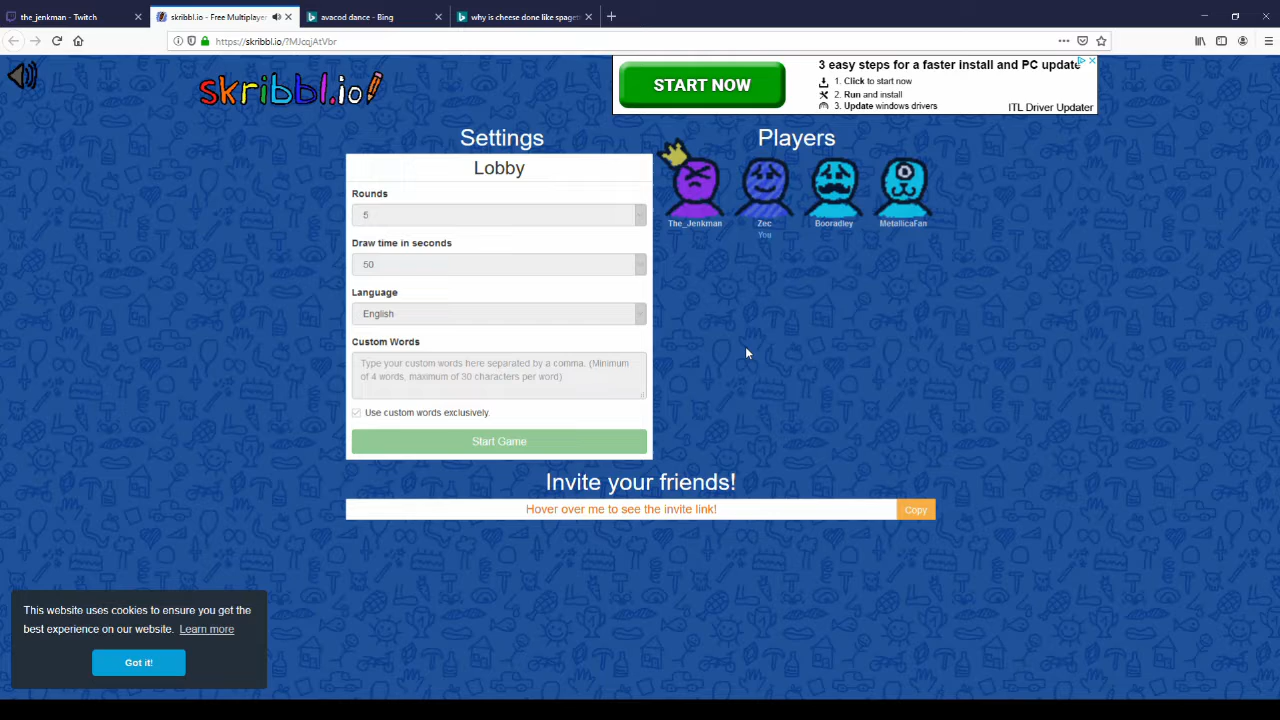 the_jenkman - Twitch
skribbl.io - Free Multiplayer
avacod dance - Bing
why is cheese done like spaget
https://skribbl.io/?MJcqjAtVbr
skribbl.io
START NOW
3 easy steps for a faster install and PC update
1. Click to start now
2. Run and install
3. Update windows drivers
ITL Driver Updater
Settings
Players
Lobby
Rounds
5
Draw time in seconds
50
Language
English
Custom Words
Type your custom words here separated by a comma. (Minimum
of 4 words, maximum of 30 characters per word)
Use custom words exclusively.
Start Game
The_Jenkman
Zec
You
Booradley
MetallicaFan
Invite your friends!
Hover over me to see the invite link!
Copy
This website uses cookies to ensure you get the
best experience on our website. Learn more
Got it!